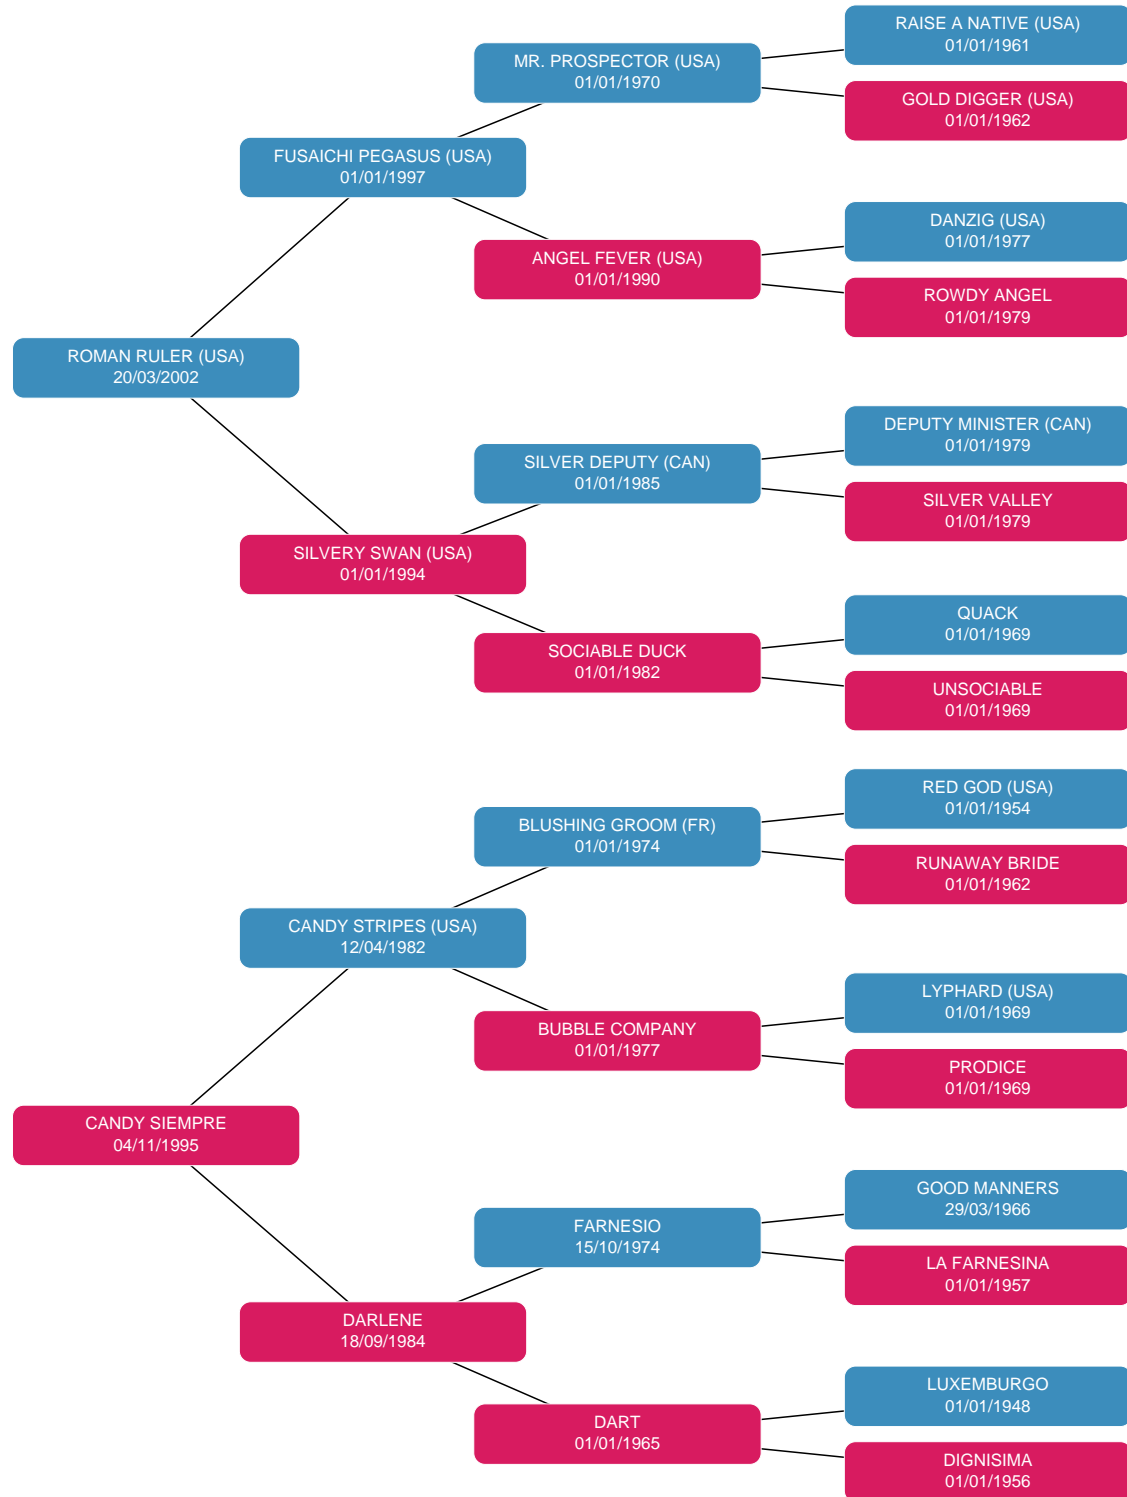 RAISE A NATIVE (USA)
01/01/1961
MR. PROSPECTOR (USA)
01/01/1970
GOLD DIGGER (USA)
01/01/1962
FUSAICHI PEGASUS (USA)
01/01/1997
DANZIG (USA)
01/01/1977
ANGEL FEVER (USA)
01/01/1990
ROWDY ANGEL
01/01/1979
ROMAN RULER (USA)
20/03/2002
DEPUTY MINISTER (CAN)
01/01/1979
SILVER DEPUTY (CAN)
01/01/1985
SILVER VALLEY
01/01/1979
SILVERY SWAN (USA)
01/01/1994
QUACK
01/01/1969
SOCIABLE DUCK
01/01/1982
UNSOCIABLE
01/01/1969
RED GOD (USA)
01/01/1954
BLUSHING GROOM (FR)
01/01/1974
RUNAWAY BRIDE
01/01/1962
CANDY STRIPES (USA)
12/04/1982
LYPHARD (USA)
01/01/1969
BUBBLE COMPANY
01/01/1977
PRODICE
01/01/1969
CANDY SIEMPRE
04/11/1995
GOOD MANNERS
29/03/1966
FARNESIO
15/10/1974
LA FARNESINA
01/01/1957
DARLENE
18/09/1984
LUXEMBURGO
01/01/1948
DART
01/01/1965
DIGNISIMA
01/01/1956